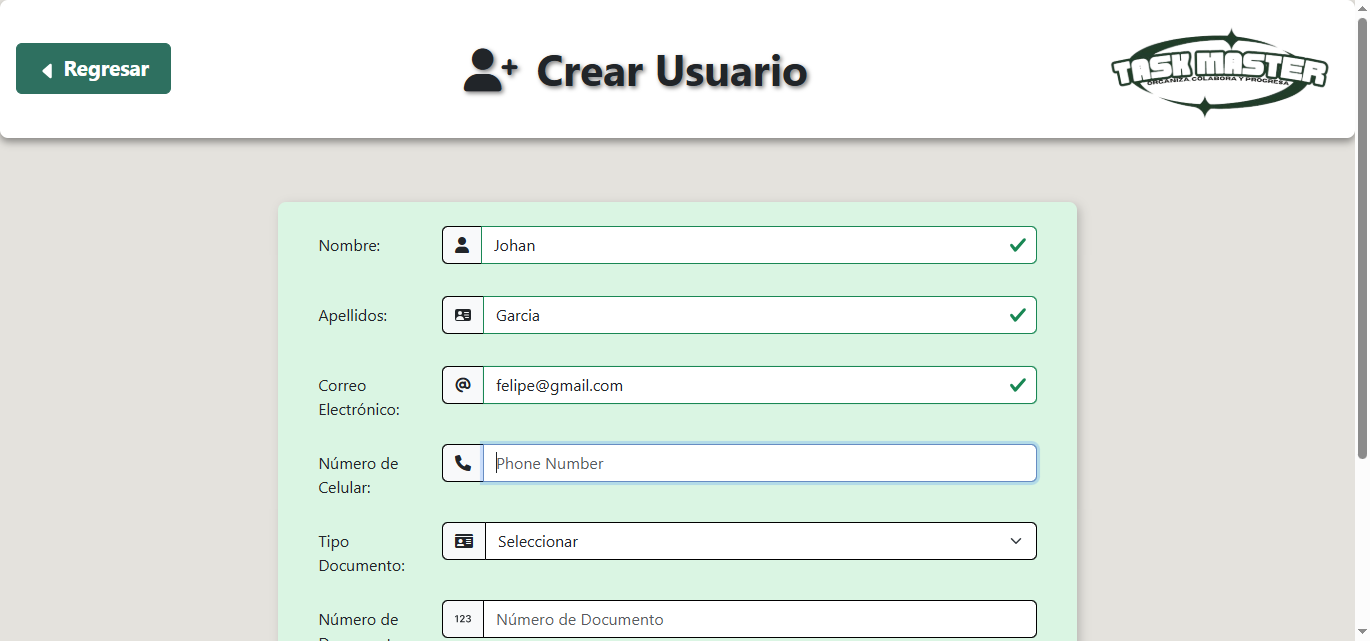 Regresar
Crear Usuario
TASK MASTER
ORGANIZA COLABORA Y PROGRESA
Nombre:
Johan
Apellidos:
Garcia
Correo
Electrónico:
felipe@gmail.com
Número de
Celular:
Phone Number
Tipo
Documento:
Seleccionar
Número de
123
Número de Documento